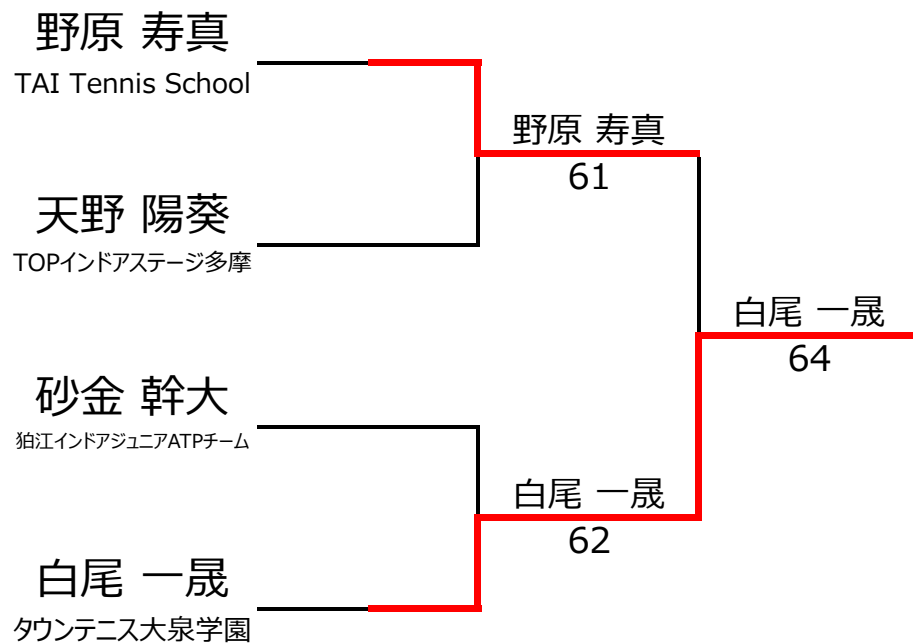 野原 寿真
TAI Tennis School
野原 寿真
61
天野 陽葵
TOPインドアステージ多摩
白尾 一晟
64
砂金 幹大
狛江インドアジュニアATPチーム
白尾 一晟
62
白尾 一晟
タウンテニス大泉学園